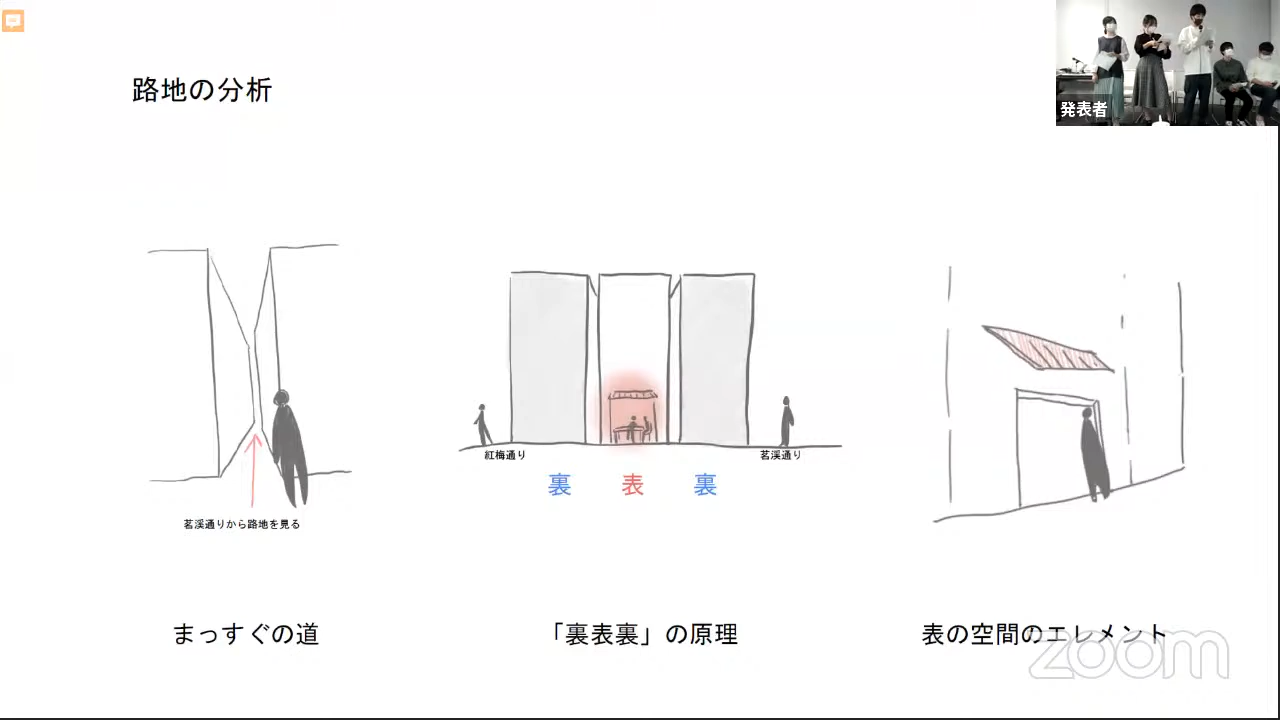 発表者
路地の分析
紅梅通り
茗溪通り
裏
表
裏
茗溪通りから路地を見る
まっすぐの道
「裏表裏」の原理
表の空間のエレメント
zoom